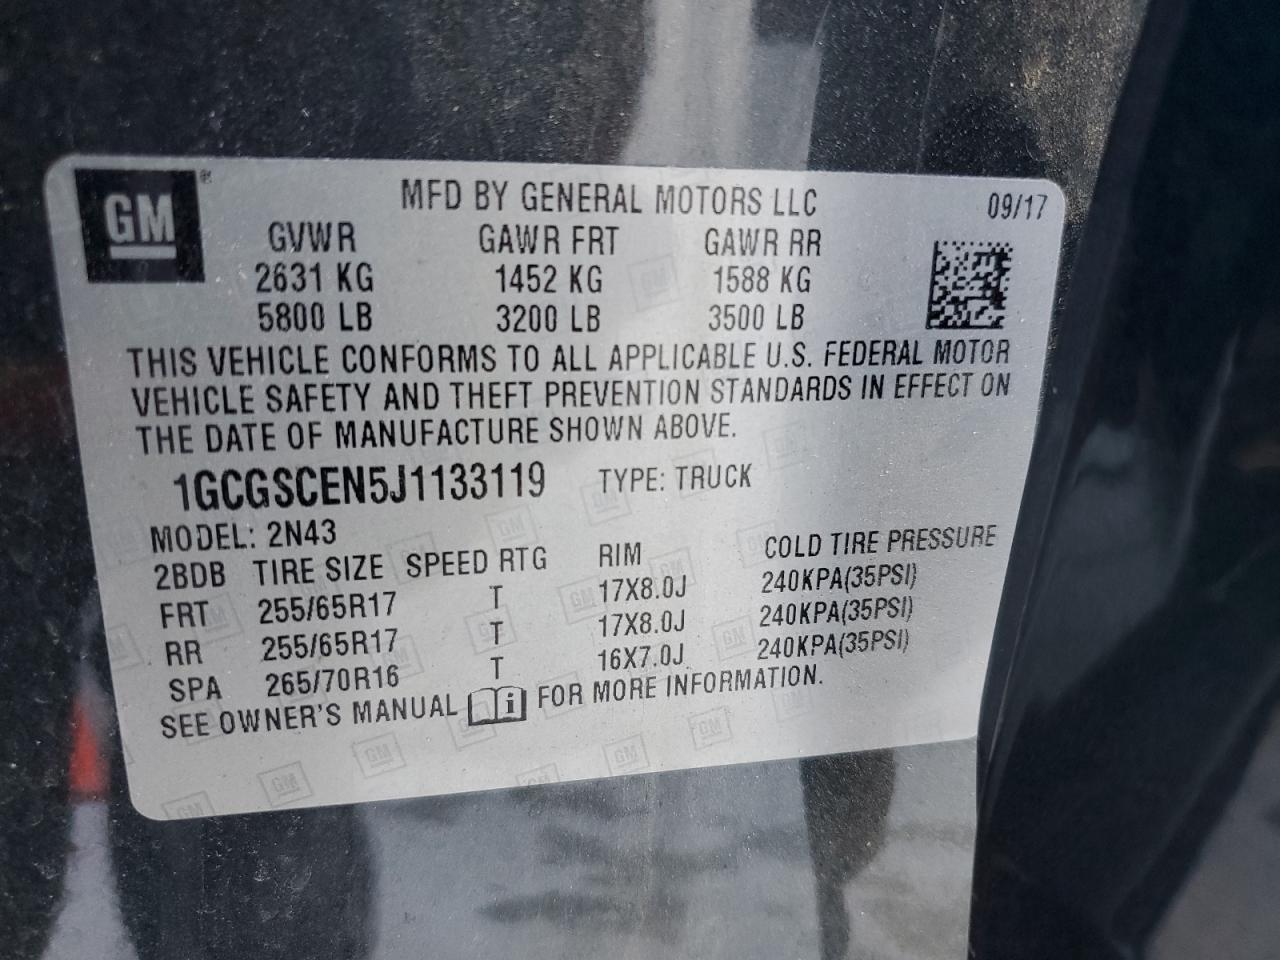 GM ® MFD BY GENERAL MOTORS LLC 09/17
GVWR GAWR FRT GAWR RR
2631 KG 1452 KG 1588 KG
5800 LB 3200 LB 3500 LB
THIS VEHICLE CONFORMS TO ALL APPLICABLE U.S. FEDERAL MOTOR
VEHICLE SAFETY AND THEFT PREVENTION STANDARDS IN EFFECT ON
THE DATE OF MANUFACTURE SHOWN ABOVE.
1GCGSCEN5J1133119 TYPE: TRUCK
MODEL: 2N43
2BDB TIRE SIZE SPEED RTG RIM COLD TIRE PRESSURE
FRT 255/65R17 T 17X8.0J 240KPA(35PSI)
RR 255/65R17 T 17X8.0J 240KPA(35PSI)
SPA 265/70R16 T 16X7.0J 240KPA(35PSI)
SEE OWNER'S MANUAL i FOR MORE INFORMATION.